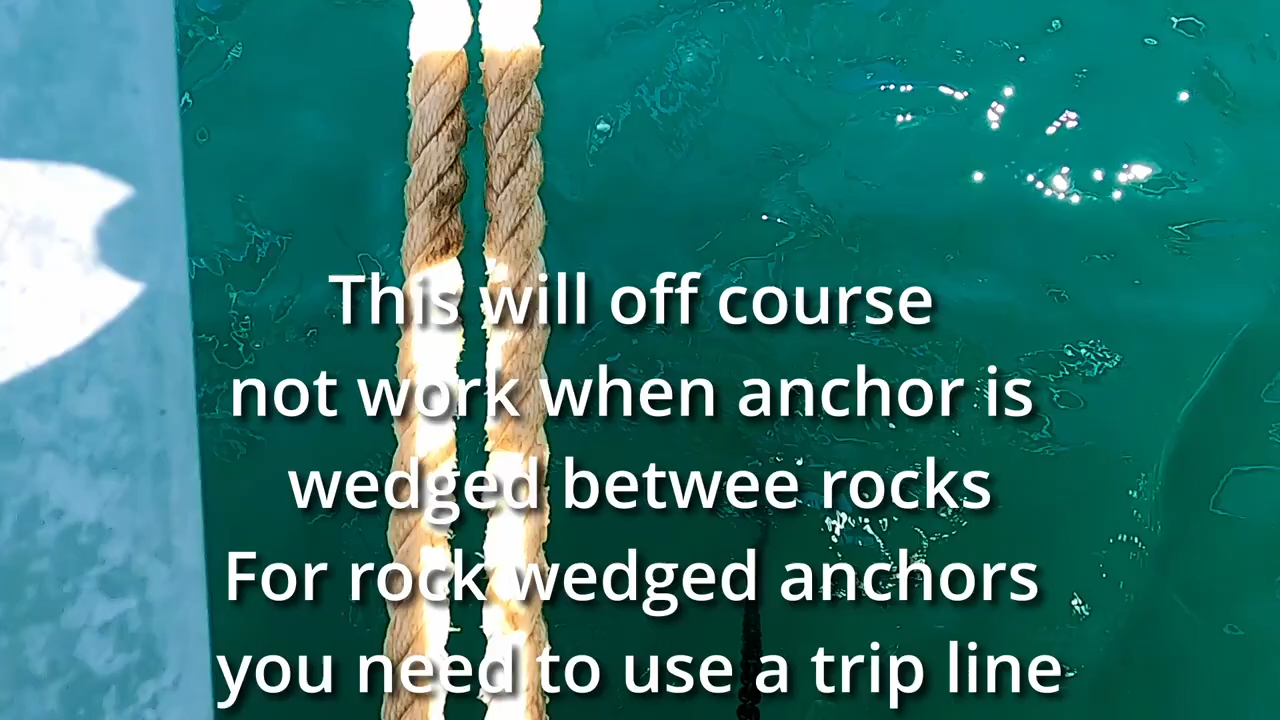 This will off course
not work when anchor is
wedged betwee rocks
For rock wedged anchors
you need to use a trip line